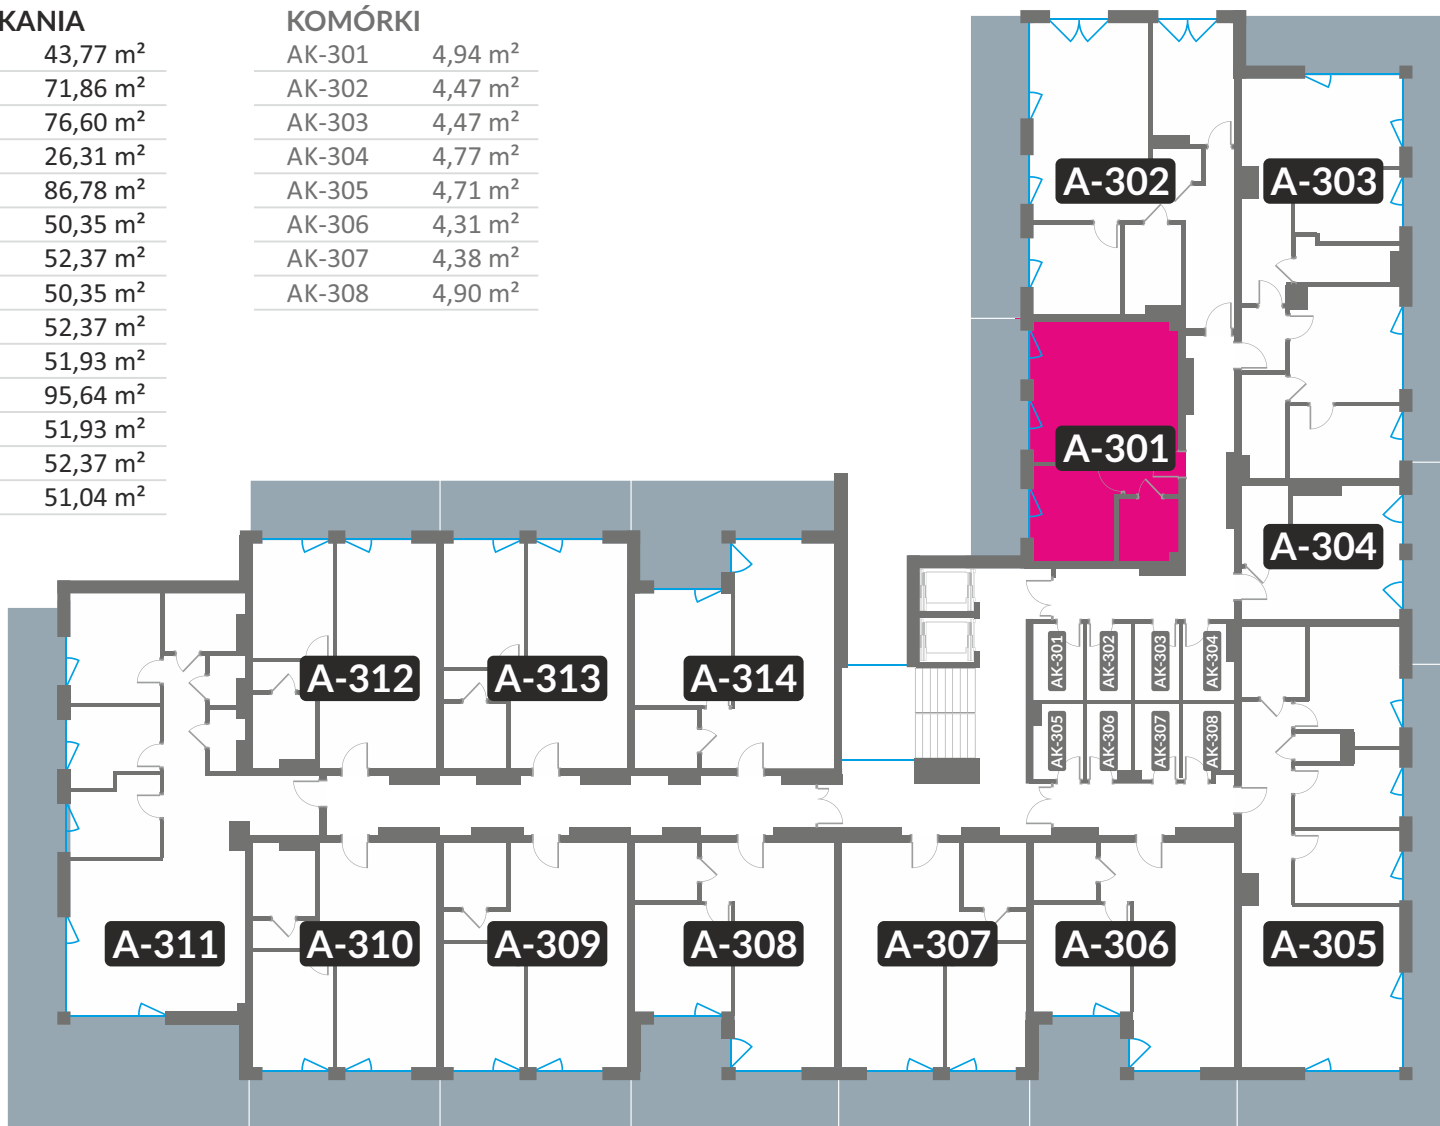 KANIA
43,77 m²
71,86 m²
76,60 m²
26,31 m²
86,78 m²
50,35 m²
52,37 m²
50,35 m²
52,37 m²
51,93 m²
95,64 m²
51,93 m²
52,37 m²
51,04 m²
KOMÓRKI
AK-301 4,94 m²
AK-302 4,47 m²
AK-303 4,47 m²
AK-304 4,77 m²
AK-305 4,71 m²
AK-306 4,31 m²
AK-307 4,38 m²
AK-308 4,90 m²
A-302
A-303
A-301
A-304
AK-301
AK-302
AK-303
AK-304
A-312
A-313
A-314
AK-305
AK-306
AK-307
AK-308
A-311
A-310
A-309
A-308
A-307
A-306
A-305